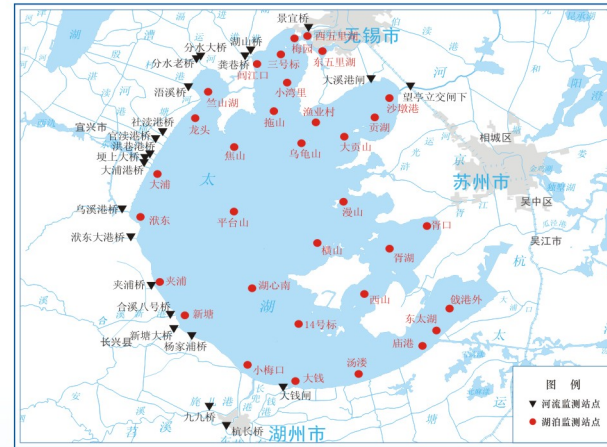 景宜桥
无锡市
西五里湖
梅园
东五里湖
分水大桥
湖山桥
分水老桥
黄巷桥
三号标
闾江口
大溪港闸
望亭立交闸下
浯溪桥
竺山湖
小湾里
沙墩港
宜兴市
社渎港桥
龙头
拖山
渔业村
贡湖
官渎港桥
洪巷港桥
埂上大桥
大浦港桥
焦山
乌龟山
大贡山
相城区
大浦
太
苏州市
吴中区
乌溪港桥
洑东
平台山
漫山
胥口
吴江市
洑东大港桥
横山
胥湖
杭
夹浦桥
夹浦
湖心南
合溪八号桥
新塘
湖
西山
戗港外
新塘大桥
14号标
东太湖
长兴县
杨家浦桥
庙港
太
小梅口
大钱
汤溇
大钱闸
九九桥
杭长桥
湖州市
图 例
河流监测站点
湖泊监测站点